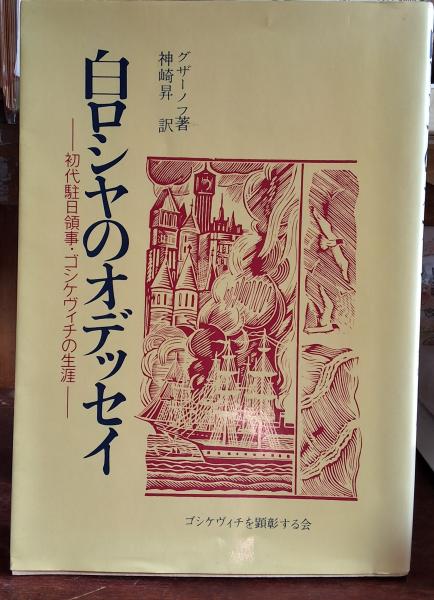 グザーノフ著
神崎昇 訳
白ロシヤのオデッセイ
――初代駐日領事・ゴシケヴィチの生涯――
ゴシケヴィチを顕彰する会